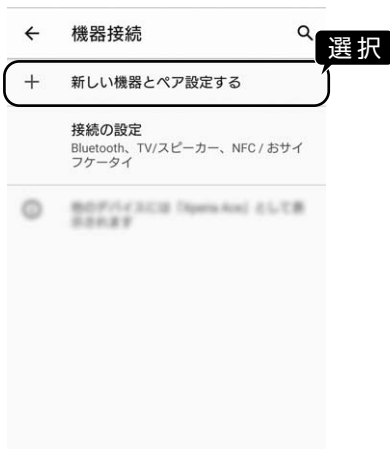 機器接続
選択
新しい機器とペア設定する
接続の設定
Bluetooth、TV/スピーカー、NFC / おサイ
フケータイ